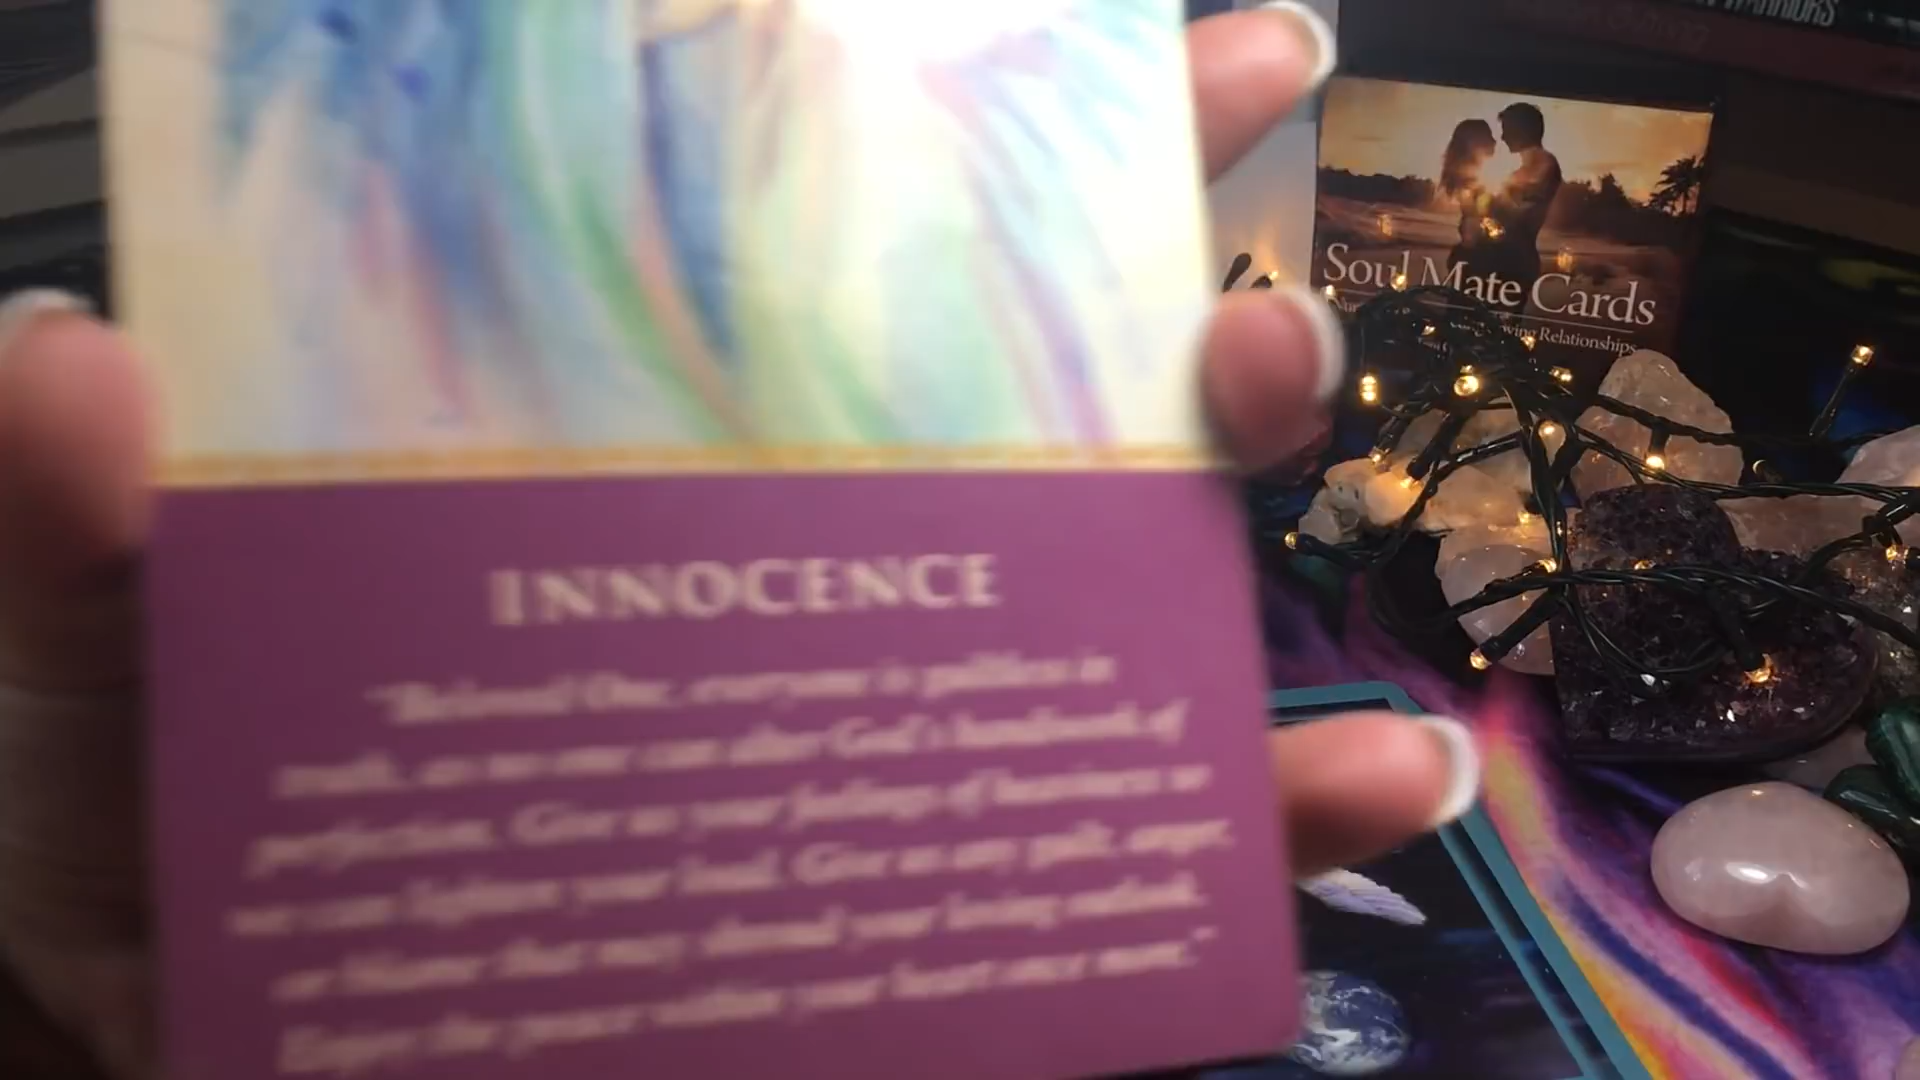 WARRIORS
Soul Mate Cards
Relationships
INNOCENCE
"Beloved One, everyone is guiltless in
truth, as no one can alter God's handiwork of
perfection. Give us your feelings of heaviness so
we can lighten your load. Give us any guilt, anger,
or blame that may shroud your loving outlook.
Enjoy the peace within your heart once more."